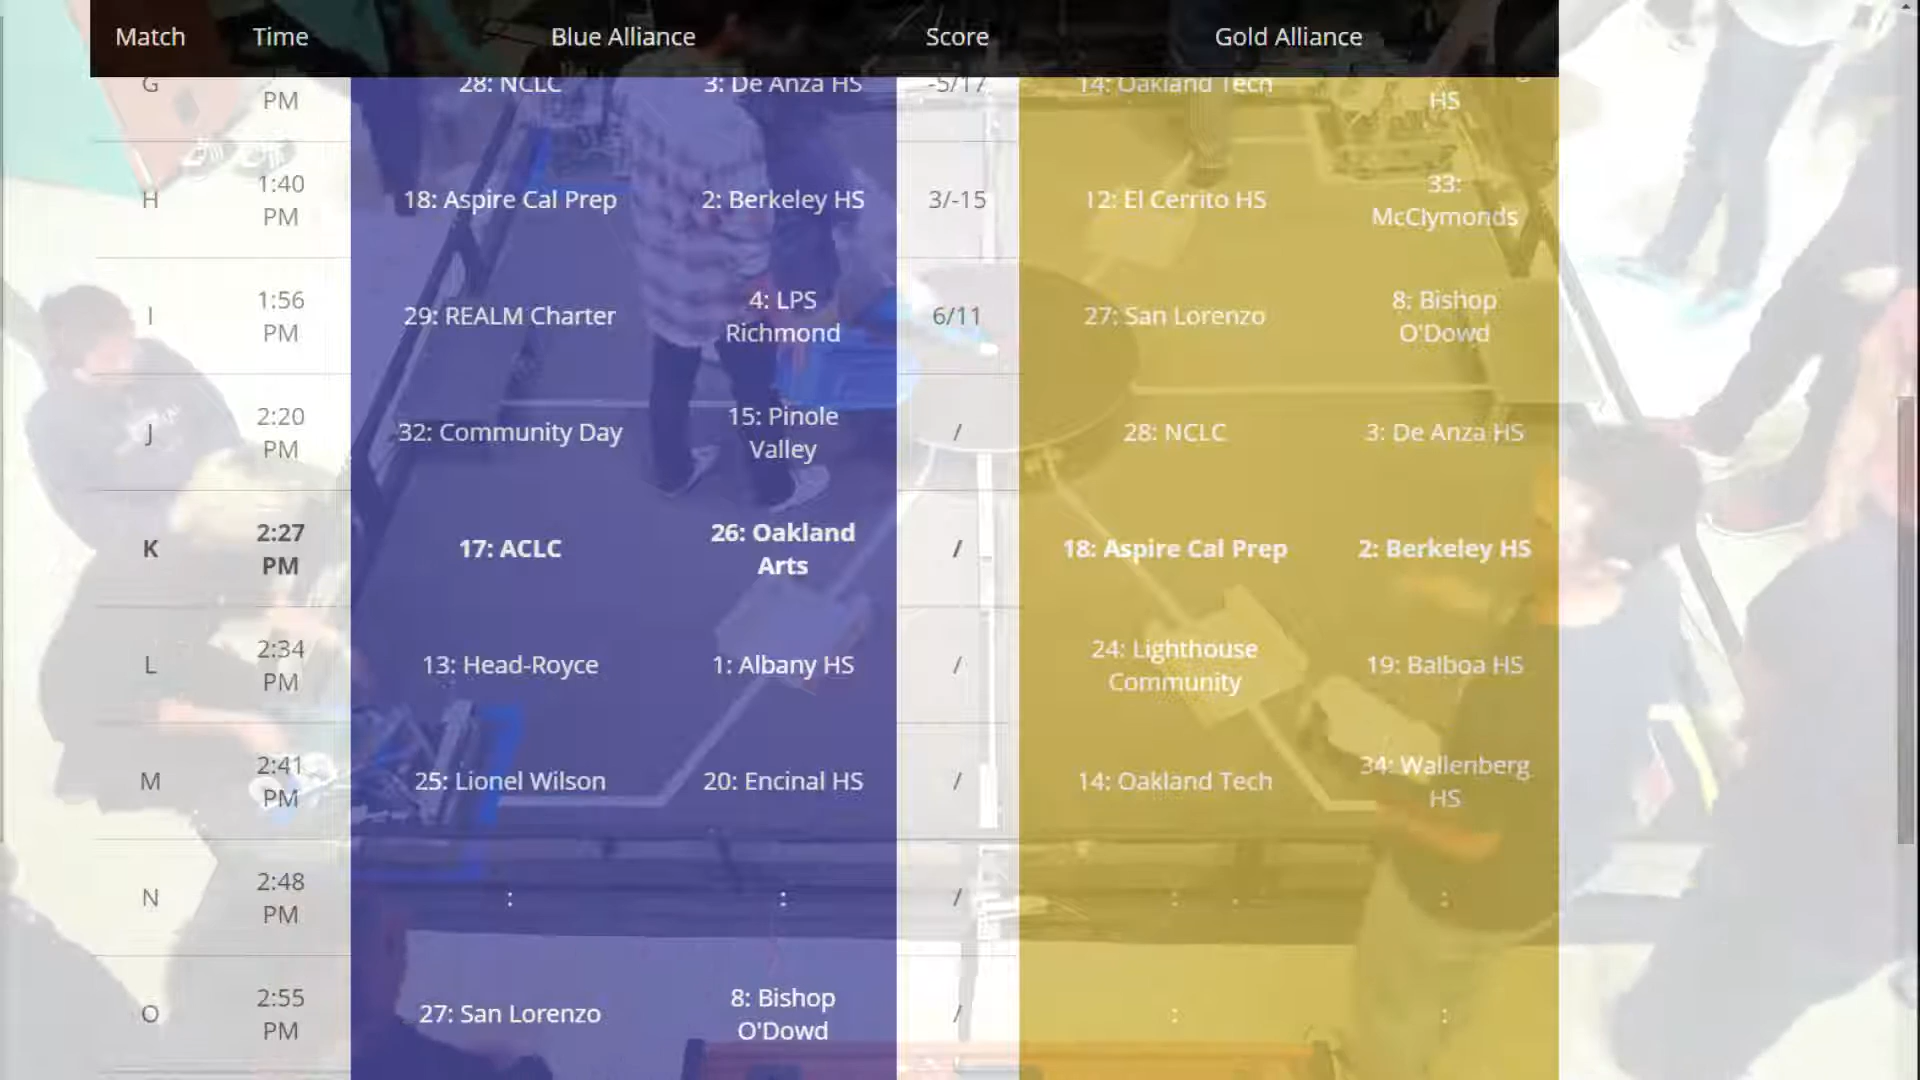 Match Time Blue Alliance Score Gold Alliance
G PM 28: NCLC 3: De Anza HS -5/17 14: Oakland Tech HS
H 1:40 PM 18: Aspire Cal Prep 2: Berkeley HS 3/-15 12: El Cerrito HS 33: McClymonds
I 1:56 PM 29: REALM Charter 4: LPS Richmond 6/11 27: San Lorenzo 8: Bishop O'Dowd
J 2:20 PM 32: Community Day 15: Pinole Valley / 28: NCLC 3: De Anza HS
K 2:27 PM 17: ACLC 26: Oakland Arts / 18: Aspire Cal Prep 2: Berkeley HS
L 2:34 PM 13: Head-Royce 1: Albany HS / 24: Lighthouse Community 19: Balboa HS
M 2:41 PM 25: Lionel Wilson 20: Encinal HS / 14: Oakland Tech 34: Wallenberg HS
N 2:48 PM : : / : :
O 2:55 PM 27: San Lorenzo 8: Bishop O'Dowd / : :